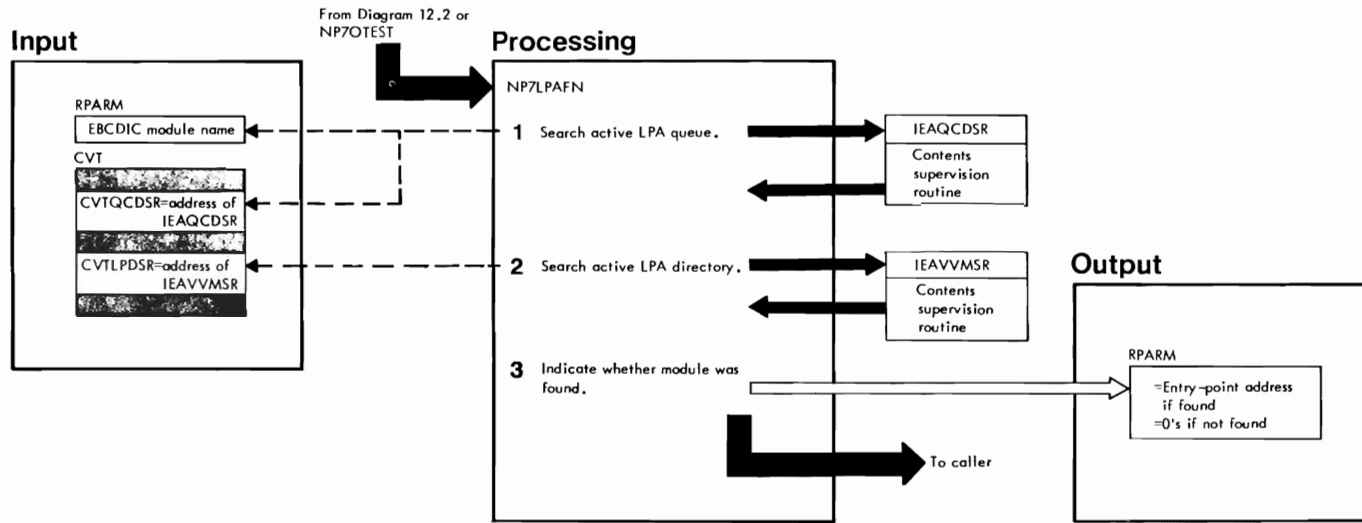 From Diagram 12.2 or
NP7OTEST
Input
Processing
RPARM
EBCDIC module name
CVT
CVTQCDSR=address of
IEAQCDSR
CVTLPDSR=address of
IEAVVMSR
NP7LPAFN
1 Search active LPA queue.
IEAQCDSR
Contents
supervision
routine
2 Search active LPA directory.
IEAVVMSR
Contents
supervision
routine
3 Indicate whether module was
found.
To caller
Output
RPARM
=Entry-point address
if found
=0's if not found